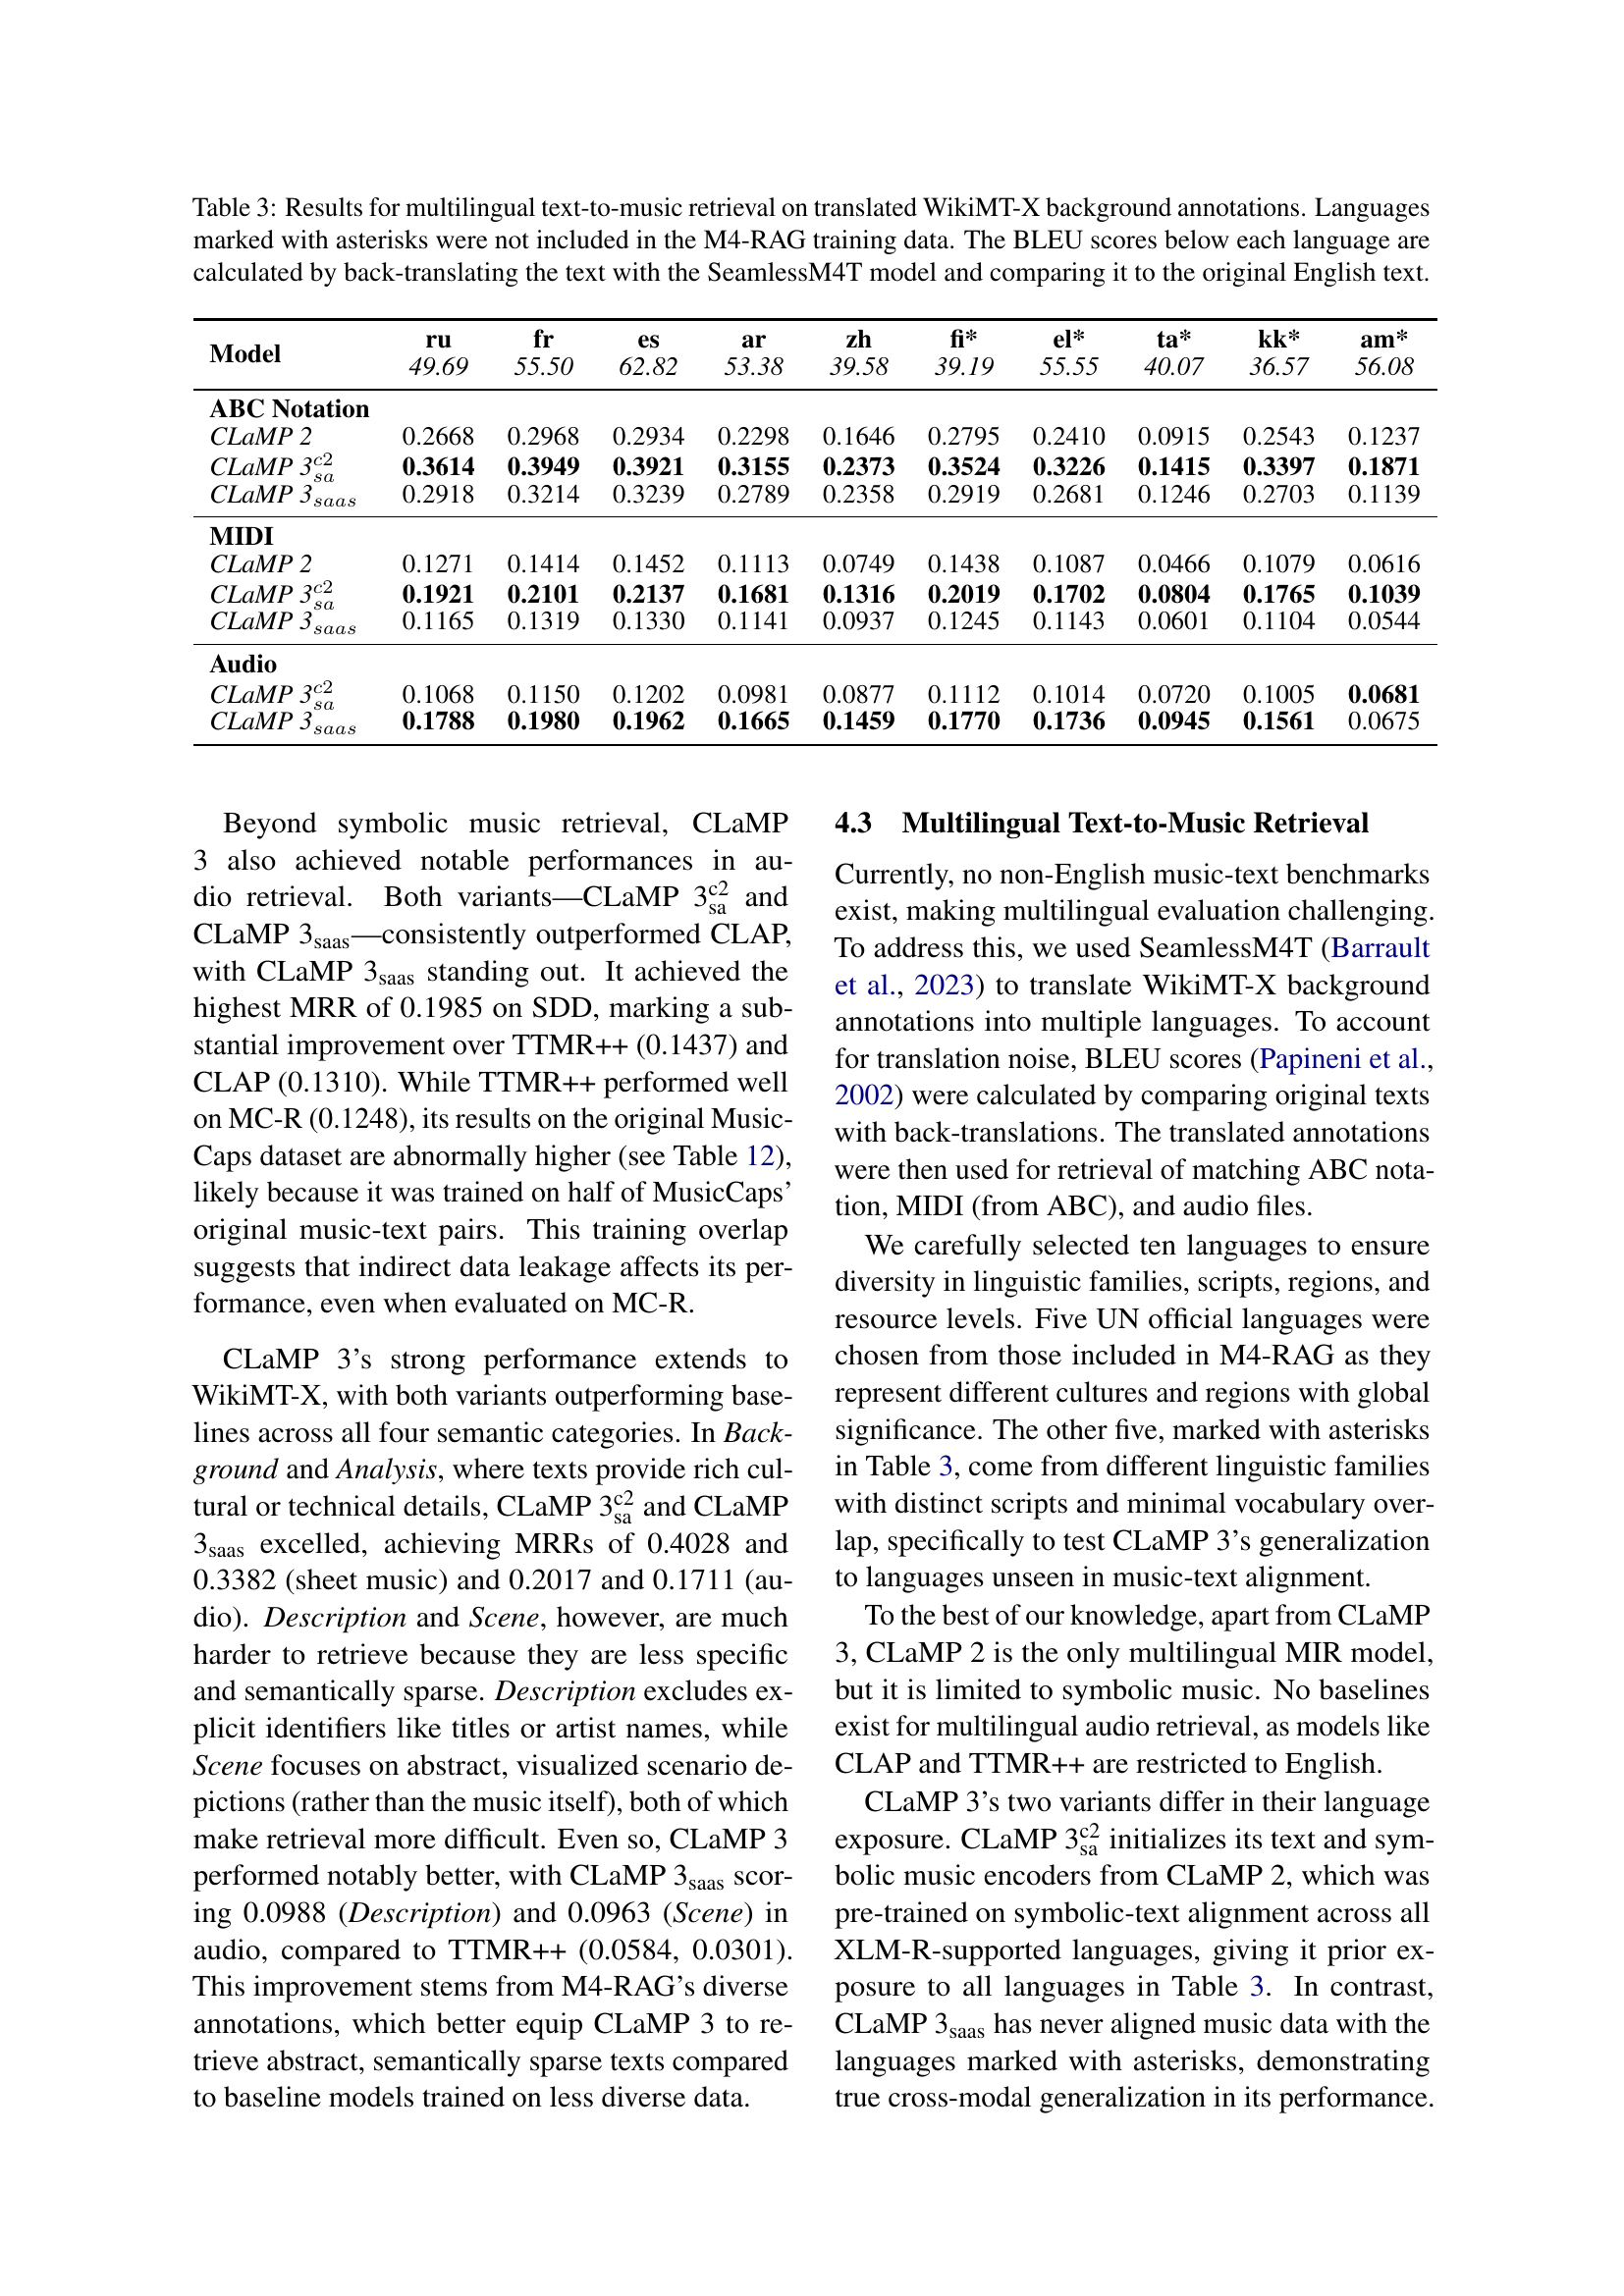 Table 3: Results for multilingual text-to-music retrieval on translated WikiMT-X background annotations. Languages
marked with asterisks were not included in the M4-RAG training data. The BLEU scores below each language are
calculated by back-translating the text with the SeamlessM4T model and comparing it to the original English text.
Model ru fr es ar zh fi* el* ta* kk* am*
49.69 55.50 62.82 53.38 39.58 39.19 55.55 40.07 36.57 56.08
ABC Notation
CLaMP 2 0.2668 0.2968 0.2934 0.2298 0.1646 0.2795 0.2410 0.0915 0.2543 0.1237
CLaMP 3 c2 sa 0.3614 0.3949 0.3921 0.3155 0.2373 0.3524 0.3226 0.1415 0.3397 0.1871
CLaMP 3 saas 0.2918 0.3214 0.3239 0.2789 0.2358 0.2919 0.2681 0.1246 0.2703 0.1139
MIDI
CLaMP 2 0.1271 0.1414 0.1452 0.1113 0.0749 0.1438 0.1087 0.0466 0.1079 0.0616
CLaMP 3 c2 sa 0.1921 0.2101 0.2137 0.1681 0.1316 0.2019 0.1702 0.0804 0.1765 0.1039
CLaMP 3 saas 0.1165 0.1319 0.1330 0.1141 0.0937 0.1245 0.1143 0.0601 0.1104 0.0544
Audio
CLaMP 3 c2 sa 0.1068 0.1150 0.1202 0.0981 0.0877 0.1112 0.1014 0.0720 0.1005 0.0681
CLaMP 3 saas 0.1788 0.1980 0.1962 0.1665 0.1459 0.1770 0.1736 0.0945 0.1561 0.0675
Beyond symbolic music retrieval, CLaMP
3 also achieved notable performances in au-
dio retrieval. Both variants—CLaMP 3 c2 sa and
CLaMP 3 saas—consistently outperformed CLAP,
with CLaMP 3 saas standing out. It achieved the
highest MRR of 0.1985 on SDD, marking a sub-
stantial improvement over TTMR++ (0.1437) and
CLAP (0.1310). While TTMR++ performed well
on MC-R (0.1248), its results on the original Music-
Caps dataset are abnormally higher (see Table 12),
likely because it was trained on half of MusicCaps’
original music-text pairs. This training overlap
suggests that indirect data leakage affects its per-
formance, even when evaluated on MC-R.
CLaMP 3’s strong performance extends to
WikiMT-X, with both variants outperforming base-
lines across all four semantic categories. In Back-
ground and Analysis, where texts provide rich cul-
tural or technical details, CLaMP 3 c2 sa and CLaMP
3 saas excelled, achieving MRRs of 0.4028 and
0.3382 (sheet music) and 0.2017 and 0.1711 (au-
dio). Description and Scene, however, are much
harder to retrieve because they are less specific
and semantically sparse. Description excludes ex-
plicit identifiers like titles or artist names, while
Scene focuses on abstract, visualized scenario de-
pictions (rather than the music itself), both of which
make retrieval more difficult. Even so, CLaMP 3
performed notably better, with CLaMP 3 saas scor-
ing 0.0988 (Description) and 0.0963 (Scene) in
audio, compared to TTMR++ (0.0584, 0.0301).
This improvement stems from M4-RAG’s diverse
annotations, which better equip CLaMP 3 to re-
trieve abstract, semantically sparse texts compared
to baseline models trained on less diverse data.
4.3 Multilingual Text-to-Music Retrieval
Currently, no non-English music-text benchmarks
exist, making multilingual evaluation challenging.
To address this, we used SeamlessM4T (Barrault
et al., 2023) to translate WikiMT-X background
annotations into multiple languages. To account
for translation noise, BLEU scores (Papineni et al.,
2002) were calculated by comparing original texts
with back-translations. The translated annotations
were then used for retrieval of matching ABC nota-
tion, MIDI (from ABC), and audio files.
We carefully selected ten languages to ensure
diversity in linguistic families, scripts, regions, and
resource levels. Five UN official languages were
chosen from those included in M4-RAG as they
represent different cultures and regions with global
significance. The other five, marked with asterisks
in Table 3, come from different linguistic families
with distinct scripts and minimal vocabulary over-
lap, specifically to test CLaMP 3’s generalization
to languages unseen in music-text alignment.
To the best of our knowledge, apart from CLaMP
3, CLaMP 2 is the only multilingual MIR model,
but it is limited to symbolic music. No baselines
exist for multilingual audio retrieval, as models like
CLAP and TTMR++ are restricted to English.
CLaMP 3’s two variants differ in their language
exposure. CLaMP 3 c2 sa initializes its text and sym-
bolic music encoders from CLaMP 2, which was
pre-trained on symbolic-text alignment across all
XLM-R-supported languages, giving it prior ex-
posure to all languages in Table 3. In contrast,
CLaMP 3 saas has never aligned music data with the
languages marked with asterisks, demonstrating
true cross-modal generalization in its performance.